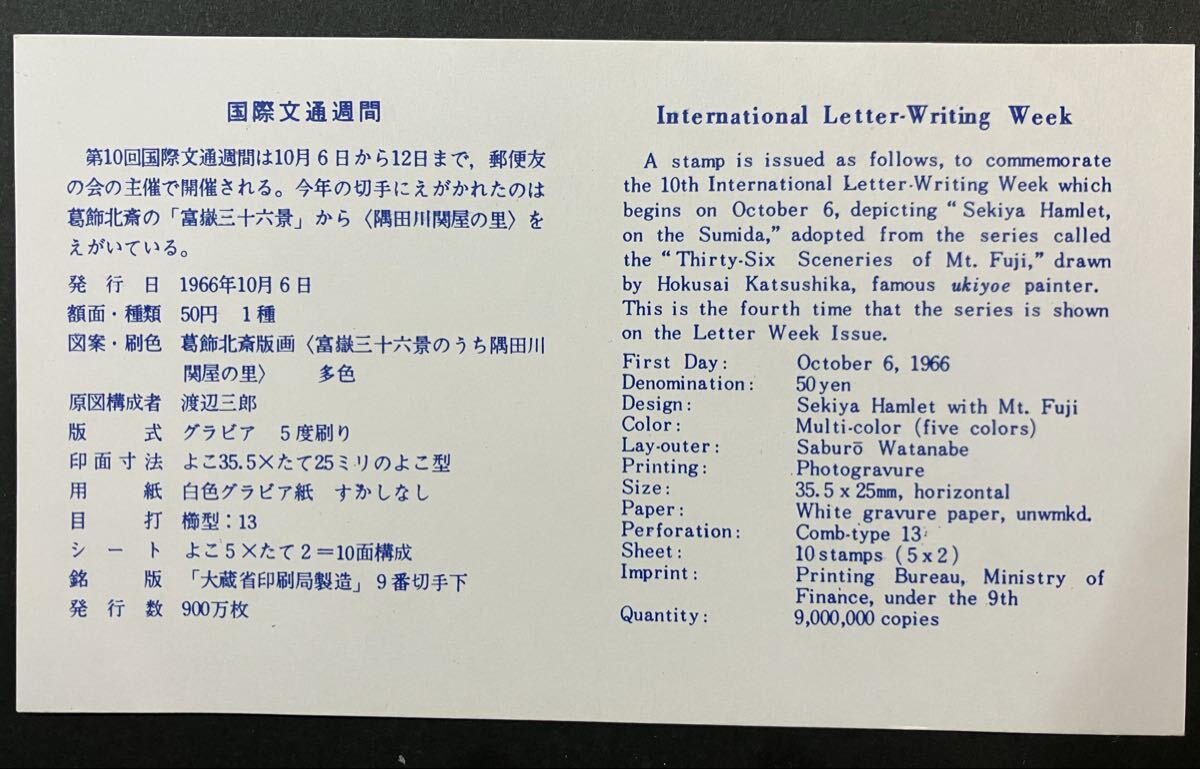 国際文通週間
第10回国際文通週間は10月6日から12日まで，郵便友
の会の主催で開催される。今年の切手にえがかれたのは
葛飾北斎の「富嶽三十六景」から〈隅田川関屋の里〉を
えがいている。
発行日 1966年10月6日
額面・種類 50円 1種
図案・刷色 葛飾北斎版画〈富嶽三十六景のうち隅田川
関屋の里〉 多色
原図構成者 渡辺三郎
版式 グラビア 5度刷り
印面寸法 よこ35.5×たて25ミリのよこ型
用紙 白色グラビア紙 すかしなし
目打 櫛型：13
シート よこ5×たて2＝10面構成
銘版 「大蔵省印刷局製造」9番切手下
発行数 900万枚
International Letter-Writing Week
A stamp is issued as follows, to commemorate
the 10th International Letter-Writing Week which
begins on October 6, depicting “Sekiya Hamlet,
on the Sumida,” adopted from the series called
the “Thirty-Six Sceneries of Mt. Fuji,” drawn
by Hokusai Katsushika, famous ukiyoe painter.
This is the fourth time that the series is shown
on the Letter Week Issue.
First Day: October 6, 1966
Denomination: 50 yen
Design: Sekiya Hamlet with Mt. Fuji
Color: Multi-color (five colors)
Lay-outer: Saburō Watanabe
Printing: Photogravure
Size: 35.5 x 25mm, horizontal
Paper: White gravure paper, unwmkd.
Perforation: Comb-type 13
Sheet: 10 stamps (5 x 2)
Imprint: Printing Bureau, Ministry of
Finance, under the 9th
Quantity: 9,000,000 copies